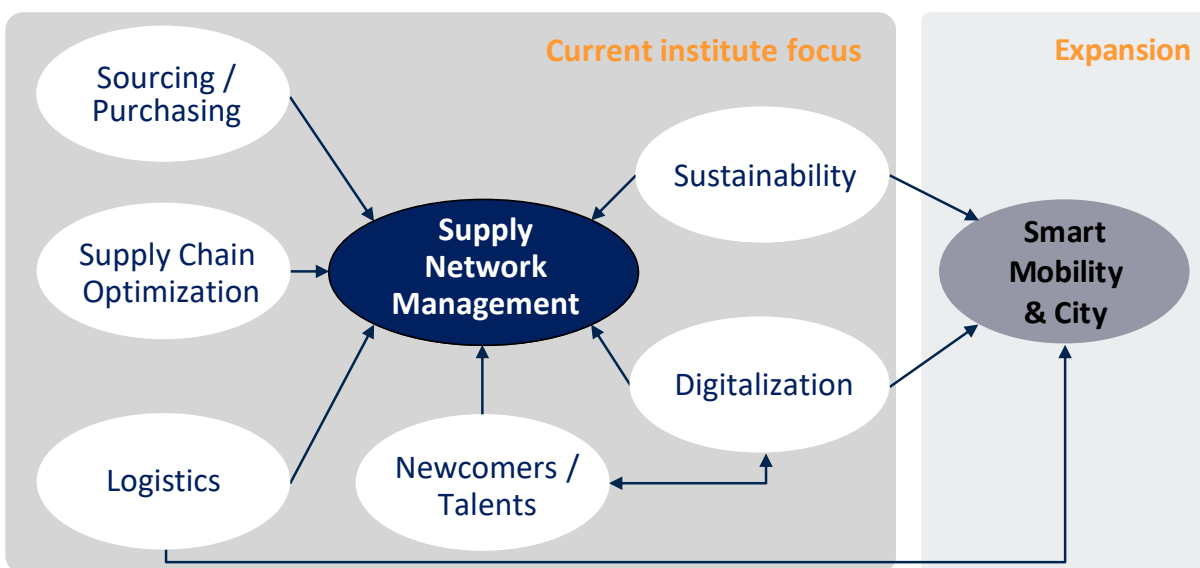 Current institute focus
Expansion
Sourcing /
Purchasing
Sustainability
Supply
Network
Management
Smart
Mobility
& City
Supply Chain
Optimization
Digitalization
Logistics
Newcomers /
Talents